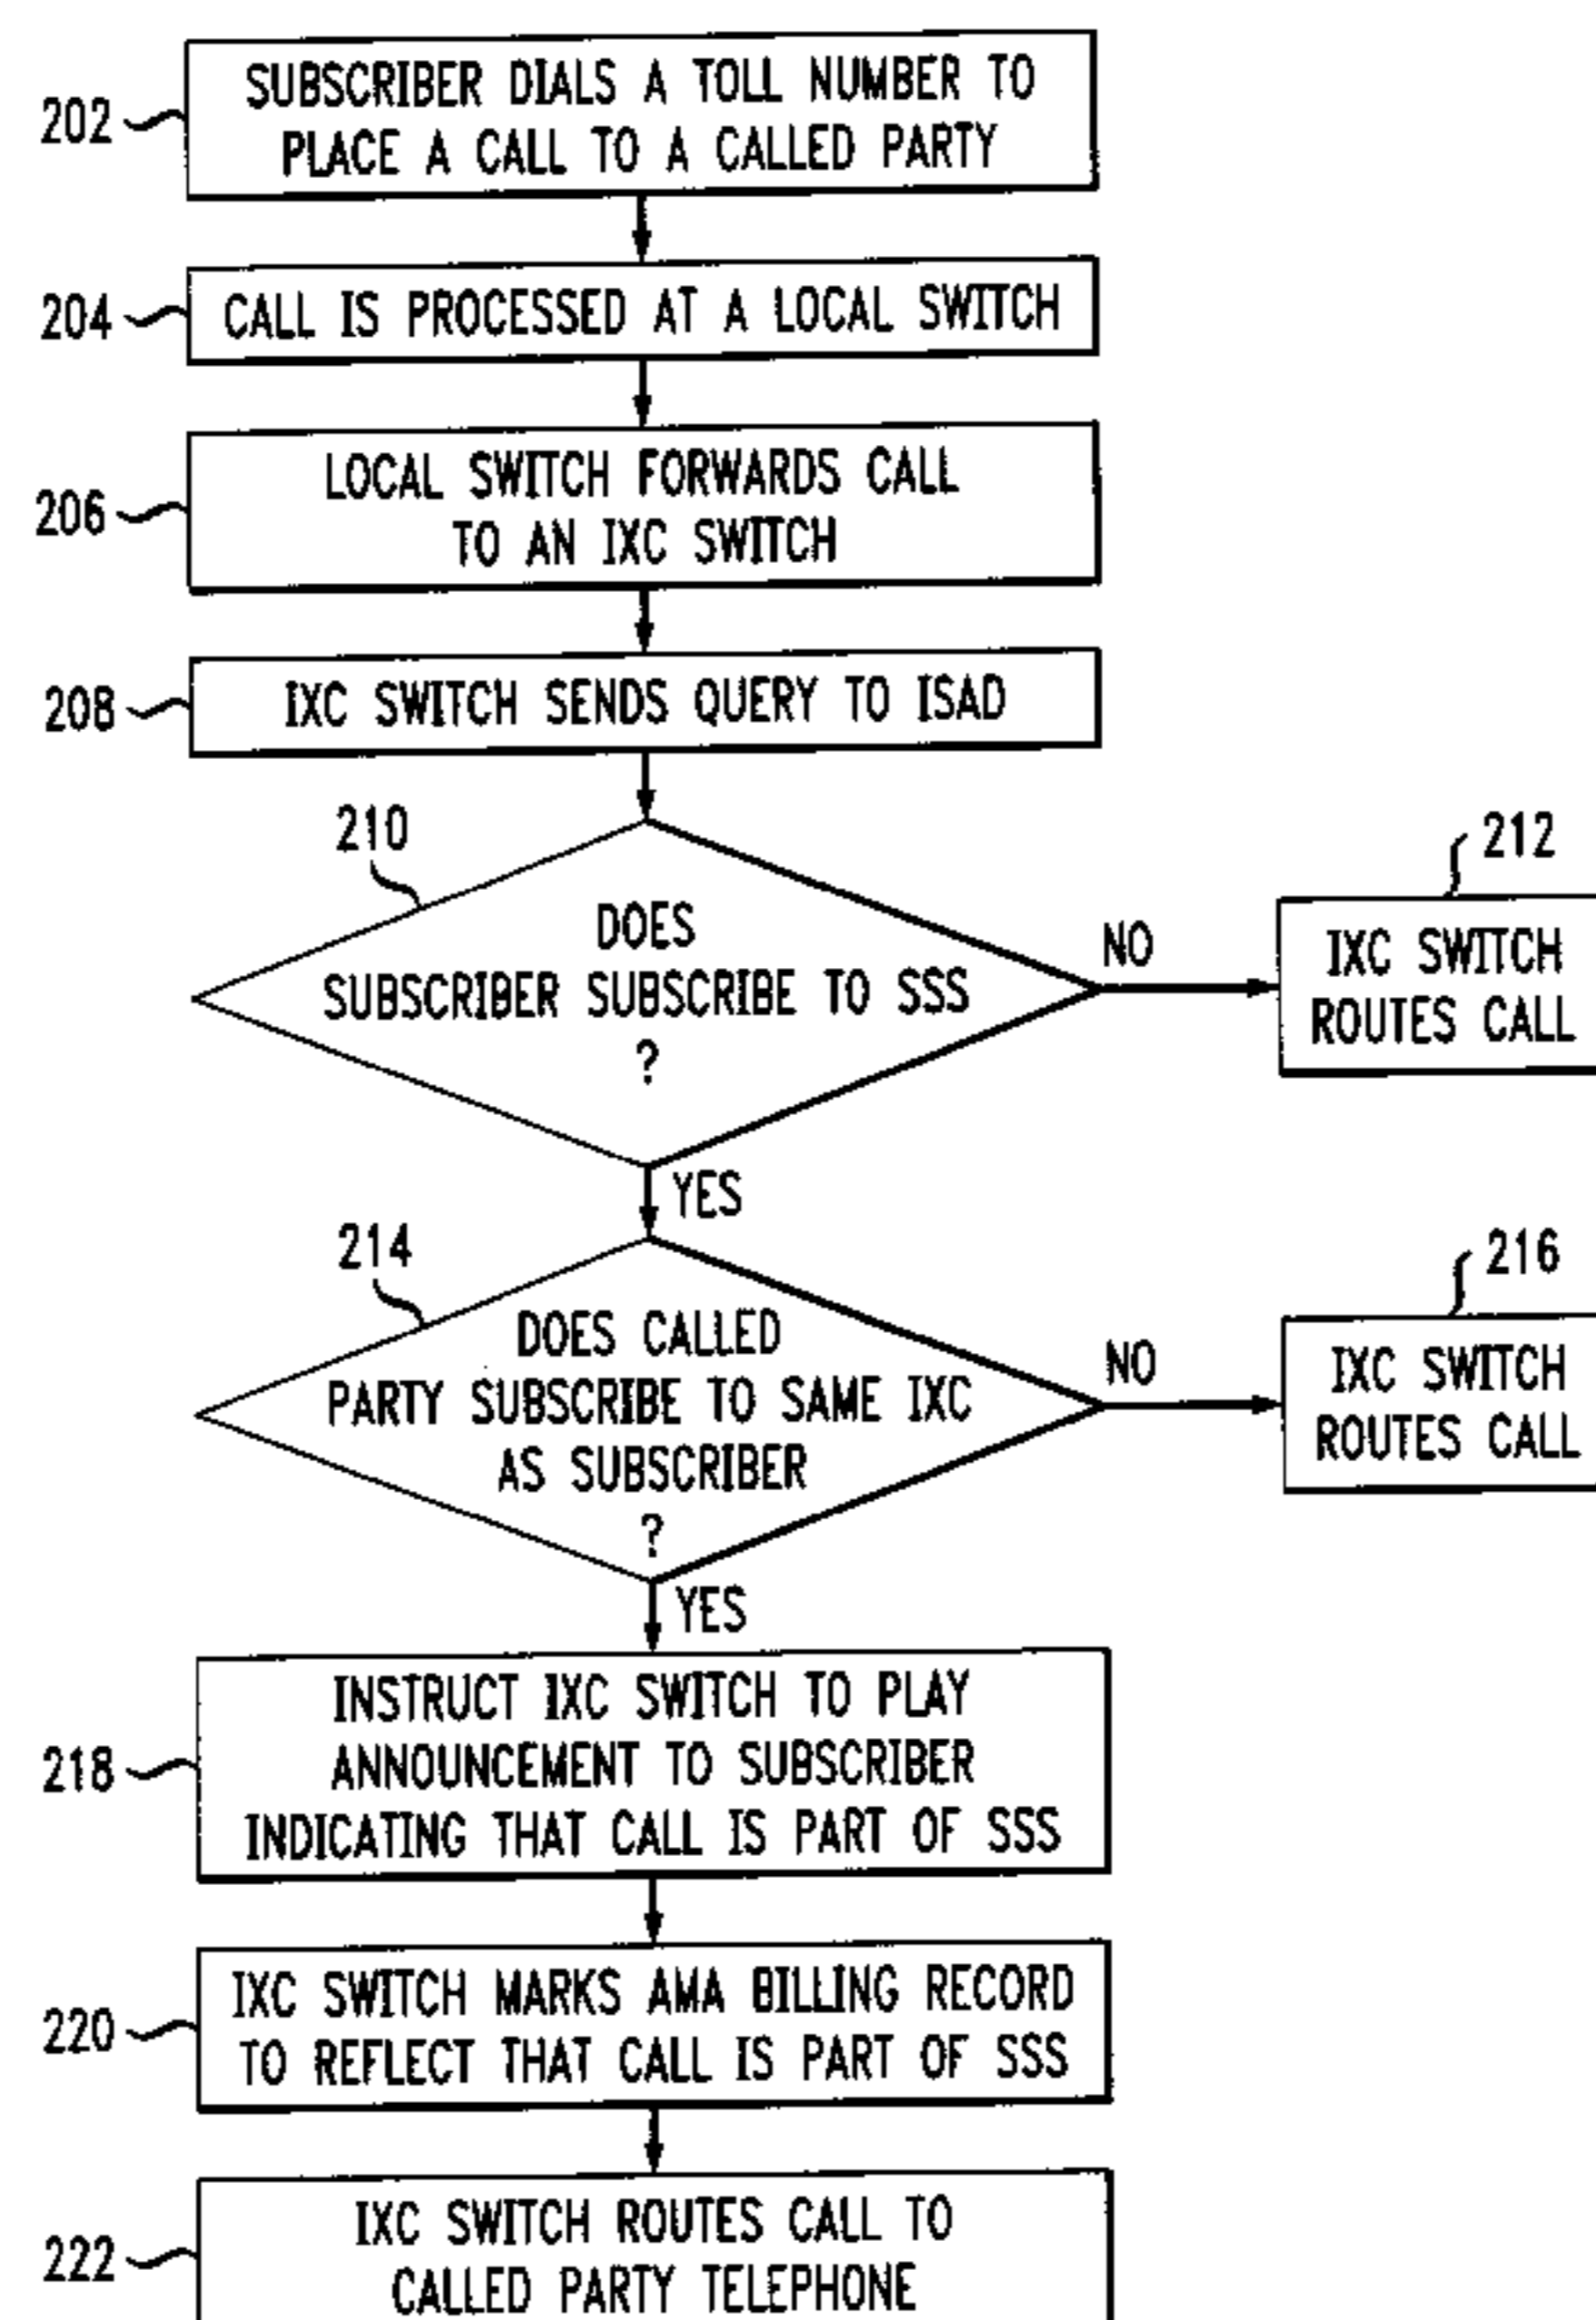 202
SUBSCRIBER DIALS A TOLL NUMBER TO
PLACE A CALL TO A CALLED PARTY
204
CALL IS PROCESSED AT A LOCAL SWITCH
206
LOCAL SWITCH FORWARDS CALL
TO AN IXC SWITCH
208
IXC SWITCH SENDS QUERY TO ISAD
210
DOES
SUBSCRIBER SUBSCRIBE TO SSS
?
NO
212
IXC SWITCH
ROUTES CALL
YES
214
DOES CALLED
PARTY SUBSCRIBE TO SAME IXC
AS SUBSCRIBER
?
NO
216
IXC SWITCH
ROUTES CALL
YES
218
INSTRUCT IXC SWITCH TO PLAY
ANNOUNCEMENT TO SUBSCRIBER
INDICATING THAT CALL IS PART OF SSS
220
IXC SWITCH MARKS AMA BILLING RECORD
TO REFLECT THAT CALL IS PART OF SSS
222
IXC SWITCH ROUTES CALL TO
CALLED PARTY TELEPHONE